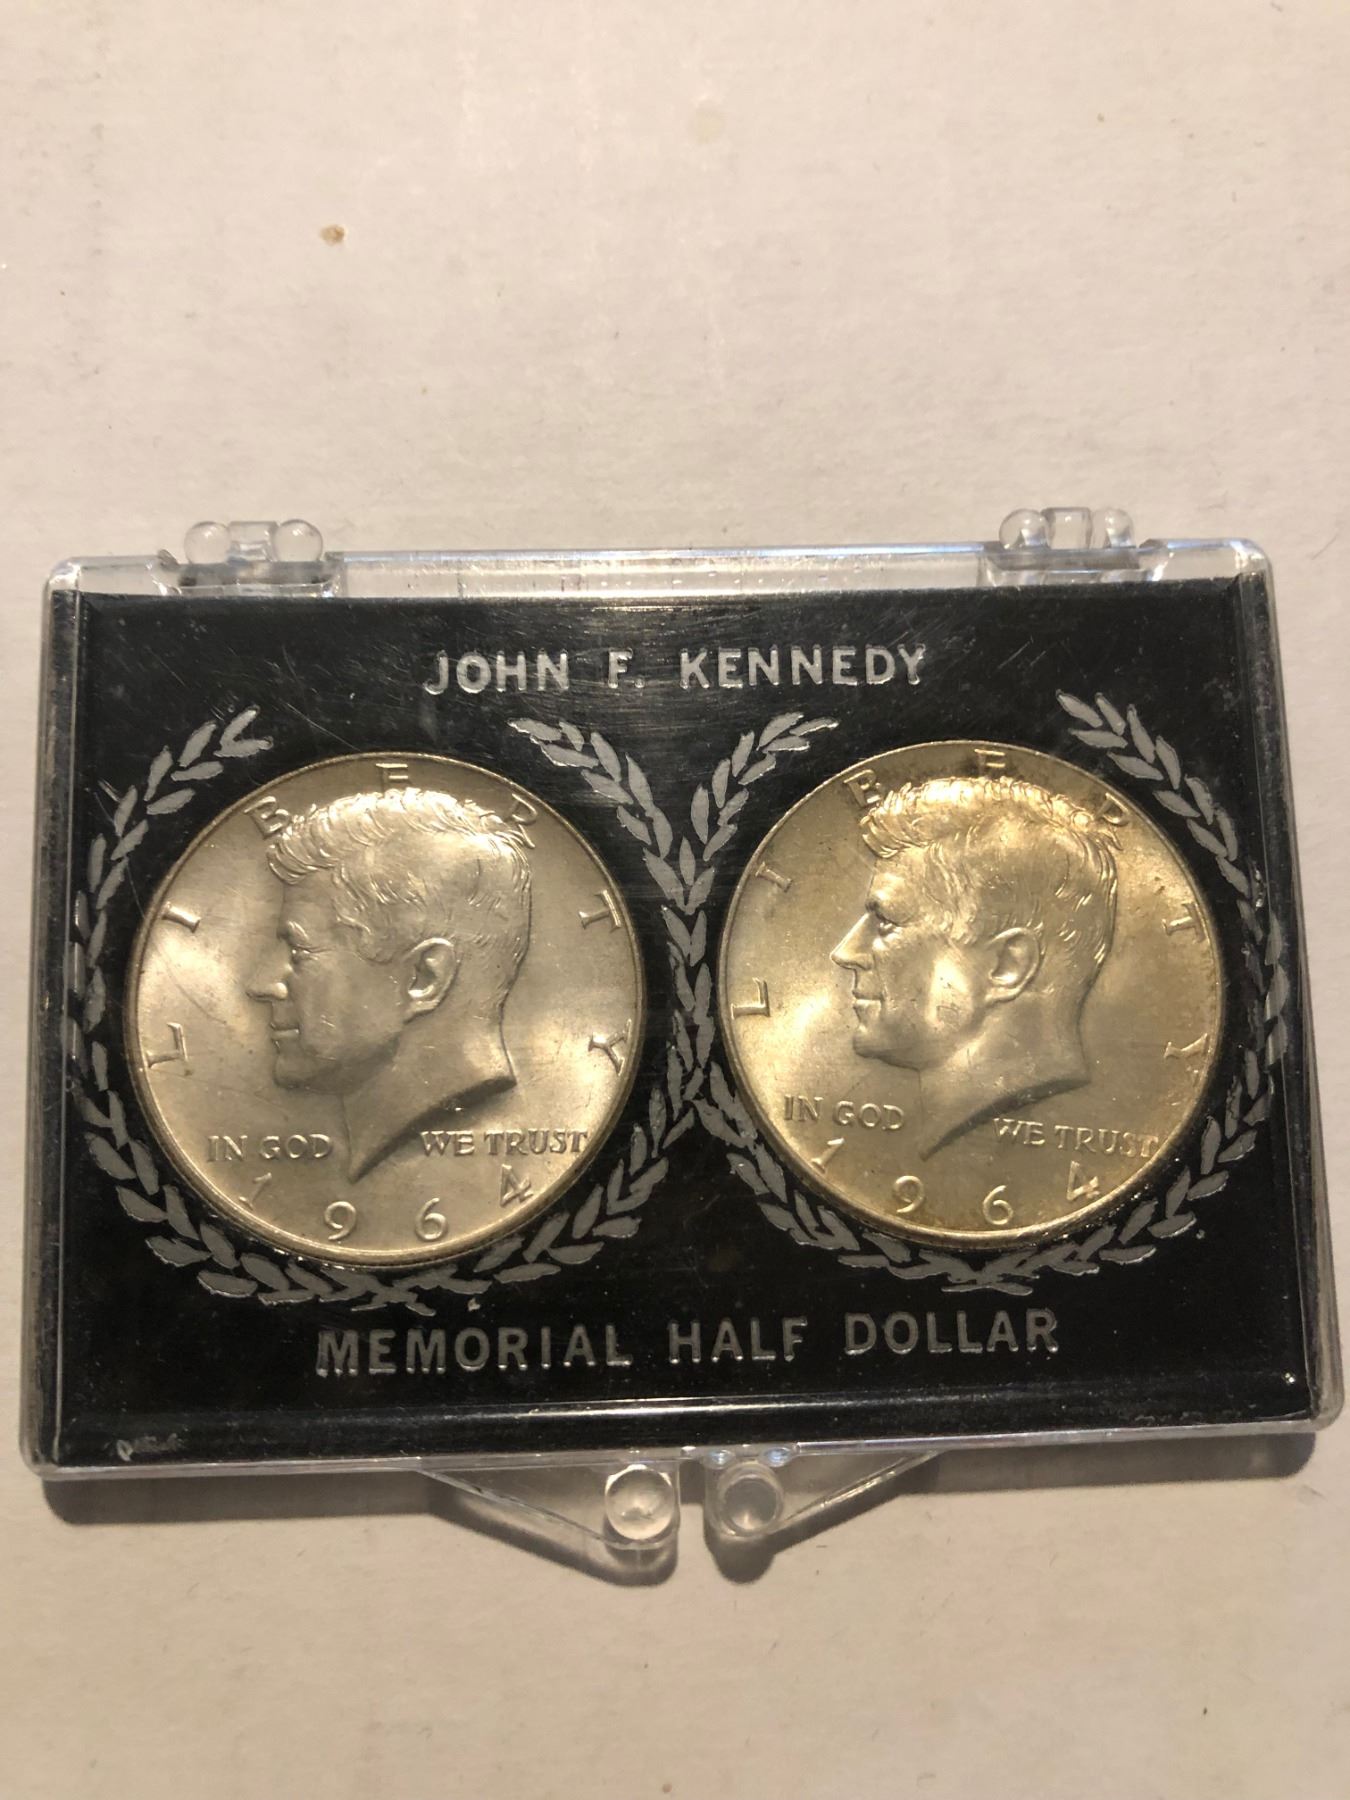 JOHN F. KENNEDY
LIBERTY
IN GOD WE TRUST
1964
LIBERTY
IN GOD WE TRUST
1964
MEMORIAL HALF DOLLAR